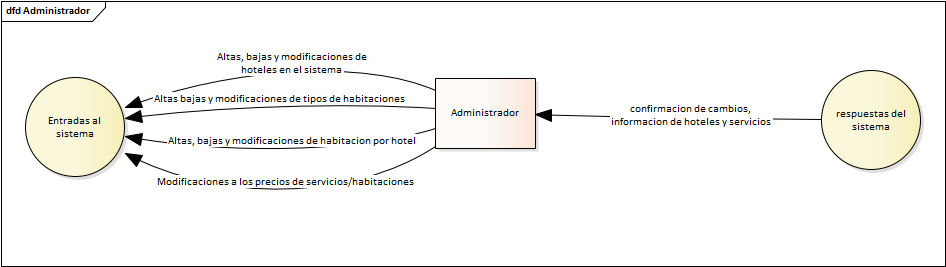 dfd Administrador
Altas, bajas y modificaciones de
hoteles en el sistema
Altas bajas y modificaciones de tipos de habitaciones
Entradas al
sistema
Altas, bajas y modificaciones de habitacion por hotel
Modificaciones a los precios de servicios/habitaciones
Administrador
confirmacion de cambios,
informacion de hoteles y servicios
respuestas del
sistema